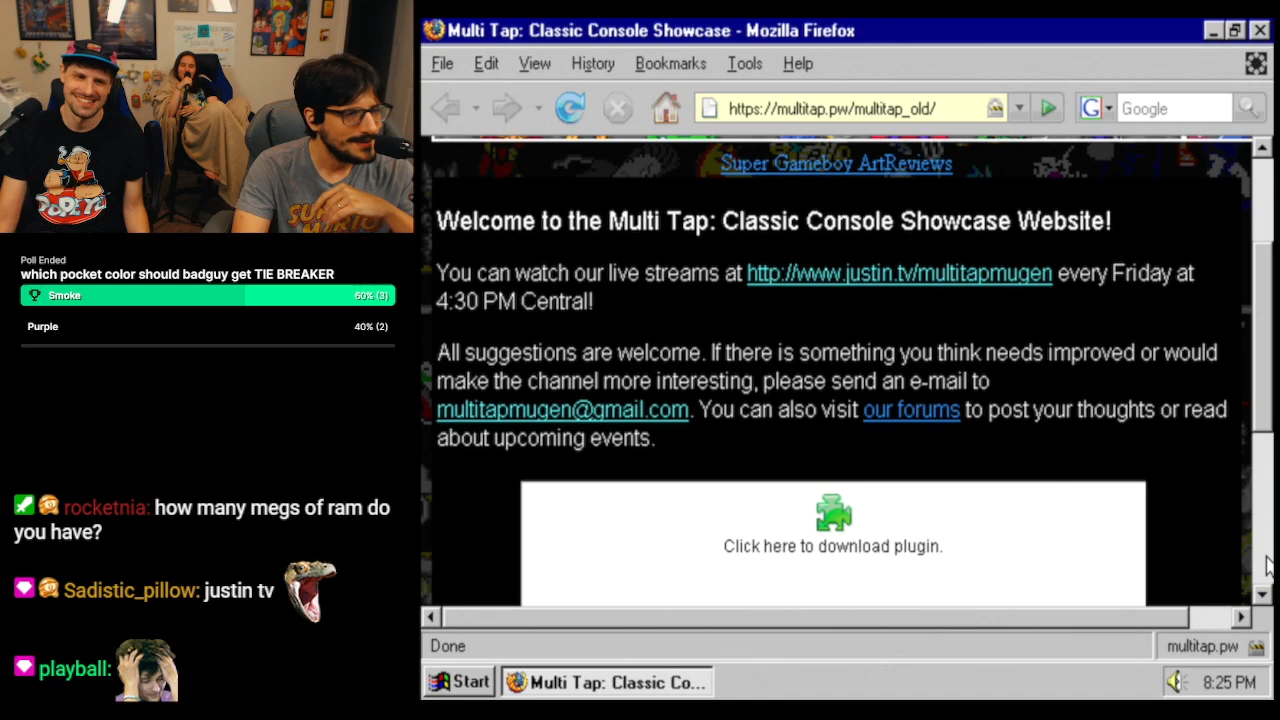 POPEYE
SUPER
MARIO
Poll Ended
which pocket color should badguy get TIE BREAKER
Smoke 60% (3)
Purple 40% (2)
rocketnia: how many megs of ram do
you have?
Sadistic_pillow: justin tv
playball:
Multi Tap: Classic Console Showcase - Mozilla Firefox
File Edit View History Bookmarks Tools Help
https://multitap.pw/multitap_old/
G Google
Super Gameboy ArtReviews
Welcome to the Multi Tap: Classic Console Showcase Website!
You can watch our live streams at http://www.justin.tv/multitapmugen every Friday at
4:30 PM Central!
All suggestions are welcome. If there is something you think needs improved or would
make the channel more interesting, please send an e-mail to
multitapmugen@gmail.com. You can also visit our forums to post your thoughts or read
about upcoming events.
Click here to download plugin.
Done
multitap.pw
Start
Multi Tap: Classic Co...
8:25 PM